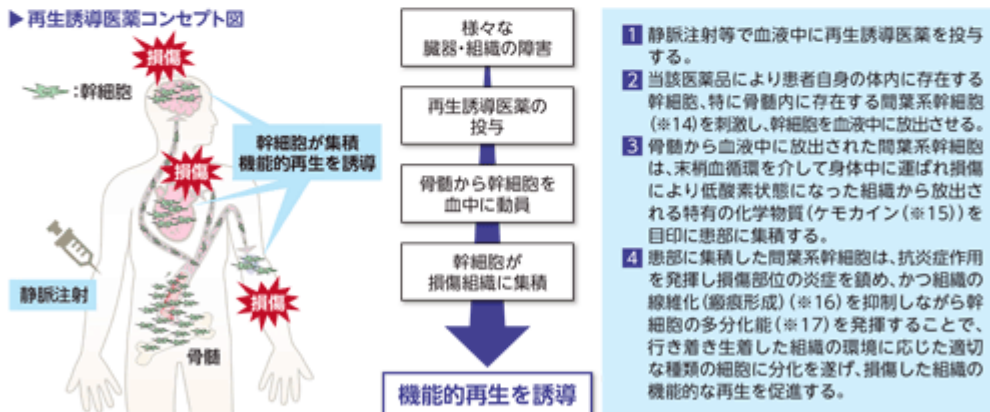 ▶再生誘導医薬コンセプト図
損傷
:幹細胞
幹細胞が集積
機能的再生を誘導
損傷
静脈注射
損傷
骨髄
様々な
臓器・組織の障害
再生誘導医薬の
投与
骨髄から幹細胞を
血中に動員
幹細胞が
損傷組織に集積
機能的再生を誘導
1 静脈注射等で血液中に再生誘導医薬を投与
する。
2 当該医薬品により患者自身の体内に存在する
幹細胞、特に骨髄内に存在する間葉系幹細胞
(※14)を刺激し、幹細胞を血液中に放出させる。
3 骨髄から血液中に放出された間葉系幹細胞
は、末梢血循環を介して身体中に運ばれ損傷
により低酸素状態になった組織から放出さ
れる特有の化学物質(ケモカイン(※15))を
目印に患部に集積する。
4 患部に集積した間葉系幹細胞は、抗炎症作用
を発揮し損傷部位の炎症を鎮め、かつ組織の
線維化(瘢痕形成)(※16)を抑制しながら幹
細胞の多分化能(※17)を発揮することで、
行き着き生着した組織の環境に応じた適切
な種類の細胞に分化を遂げ、損傷した組織の
機能的な再生を促進する。